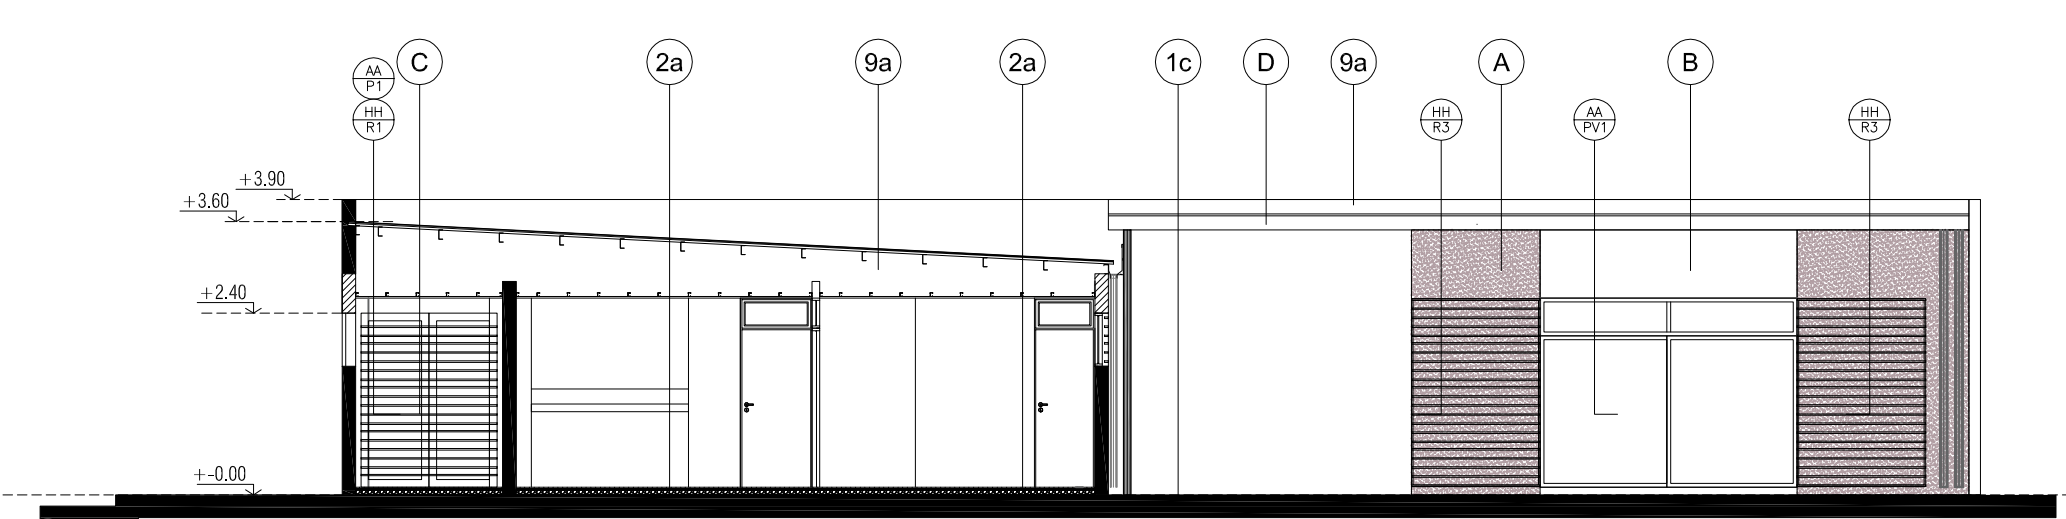 C
2a
9a
2a
1c
D
9a
A
B
AA
P1
HH
R1
HH
R3
AA
PV1
HH
R3
+3.90
+3.60
+2.40
+-0.00